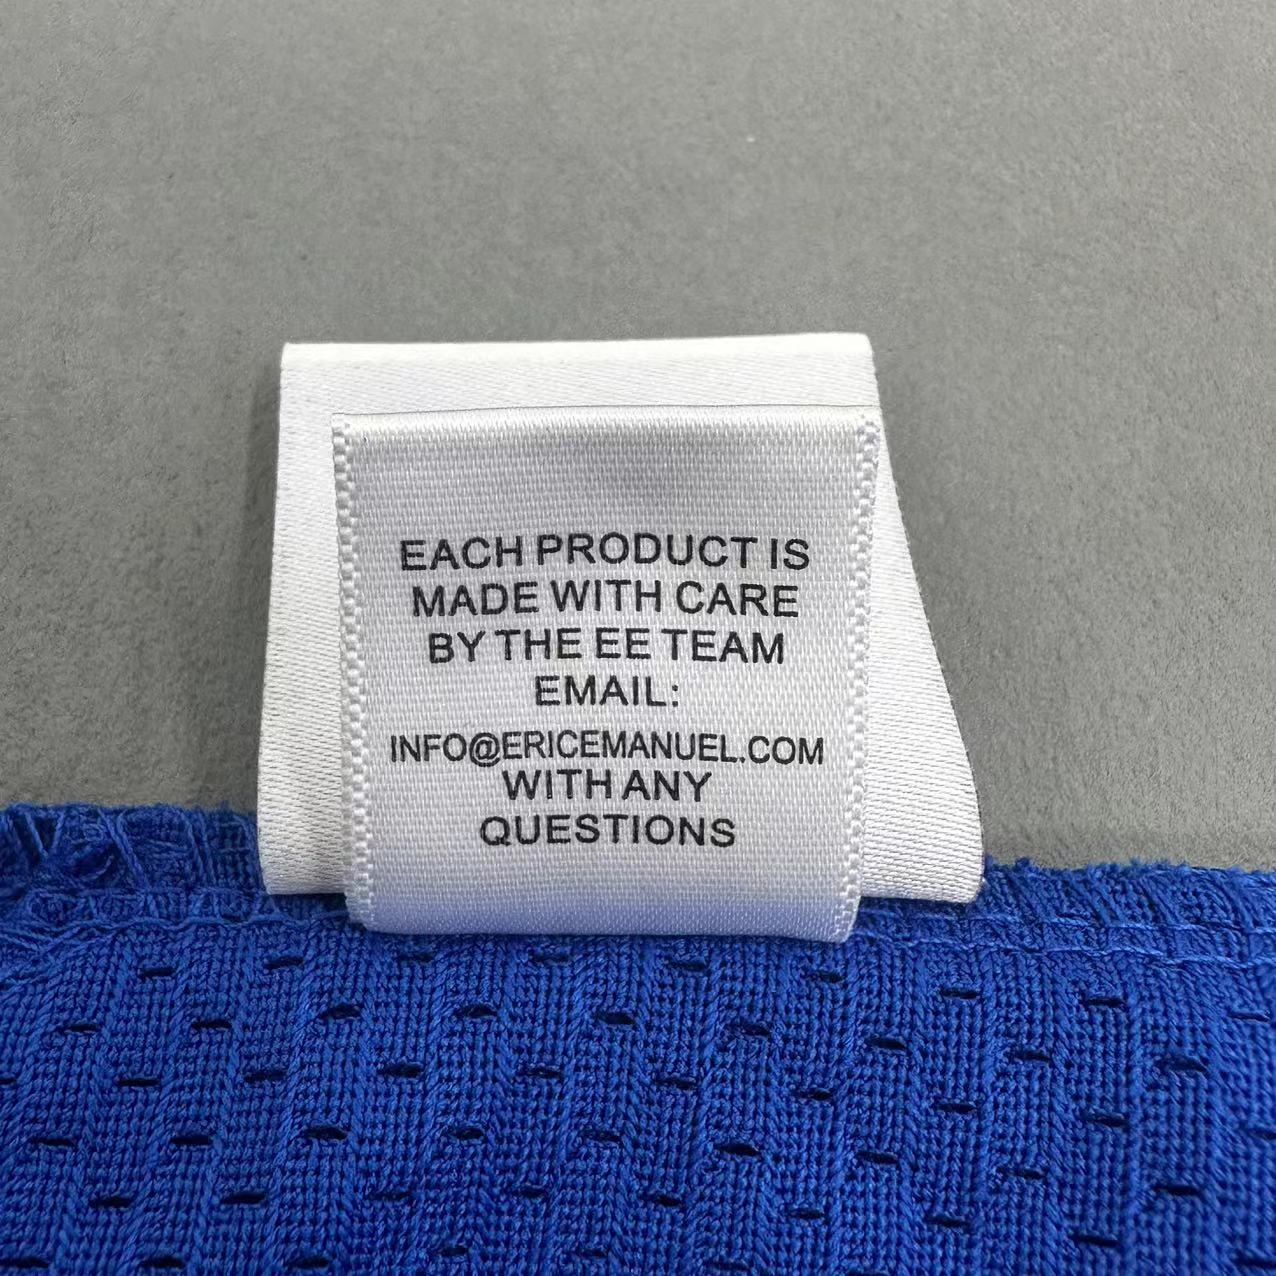 EACH PRODUCT IS
MADE WITH CARE
BY THE EE TEAM
EMAIL:
INFO@ERICEMANUEL.COM
WITH ANY
QUESTIONS